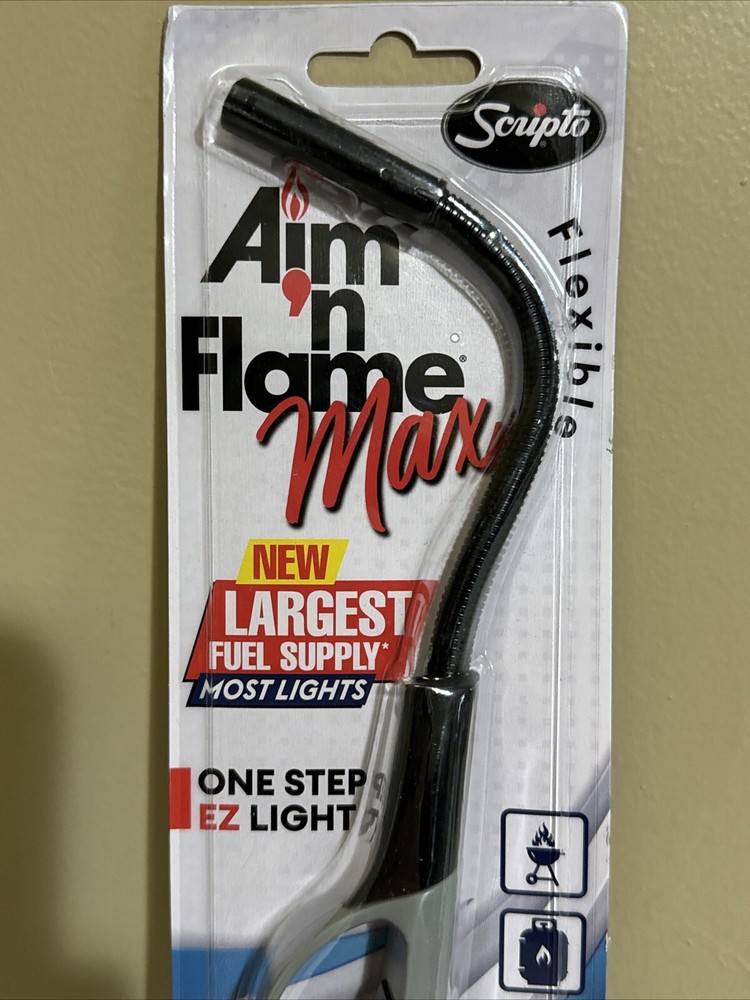 Scripto®
Flexible
Aim
'n
Flame®
Max
NEW
LARGEST
FUEL SUPPLY*
MOST LIGHTS
ONE STEP
EZ LIGHT